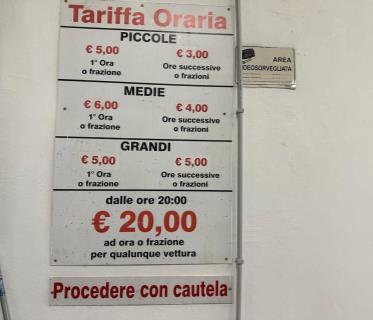 Tariffa Oraria
PICCOLE
€ 5,00 € 3,00
1° Ora Ore successive
o frazione o frazioni
MEDIE
€ 6,00 € 4,00
1° Ora Ore successive
o frazione o frazioni
GRANDI
€ 5,00 € 5,00
1° Ora Ore successive
o frazione o frazioni
dalle ore 20:00
€ 20,00
ad ora o frazione
per qualunque vettura
Procedere con cautela
AREA